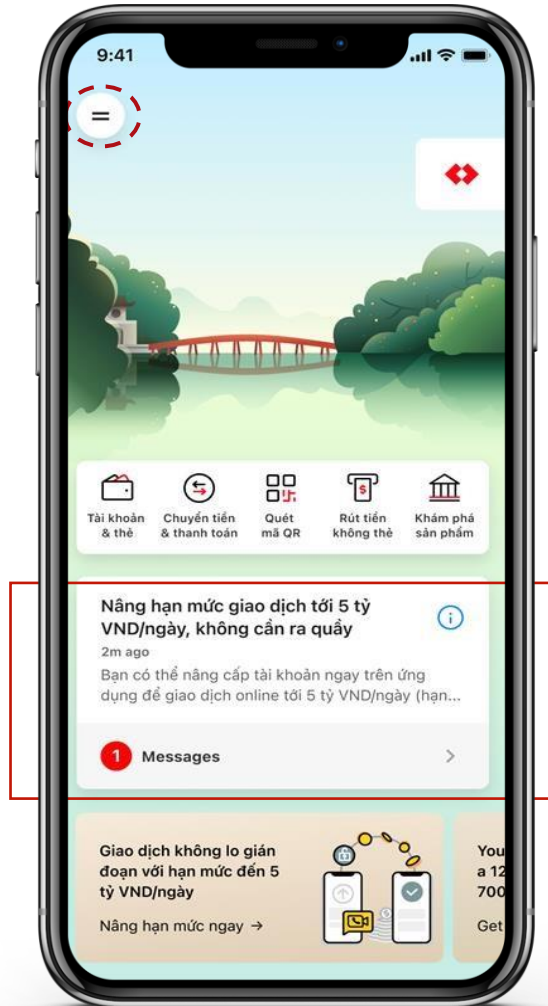 9:41
Tài khoản
& thẻ
Chuyển tiền
& thanh toán
Quét
mã QR
Rút tiền
không thẻ
Khám phá
sản phẩm
Nâng hạn mức giao dịch tới 5 tỷ
VND/ngày, không cần ra quầy
2m ago
Bạn có thể nâng cấp tài khoản ngay trên ứng
dụng để giao dịch online tới 5 tỷ VND/ngày (hạn...
1 Messages
Giao dịch không lo gián
đoạn với hạn mức đến 5
tỷ VND/ngày
Nâng hạn mức ngay →
You
a 12
700
Get